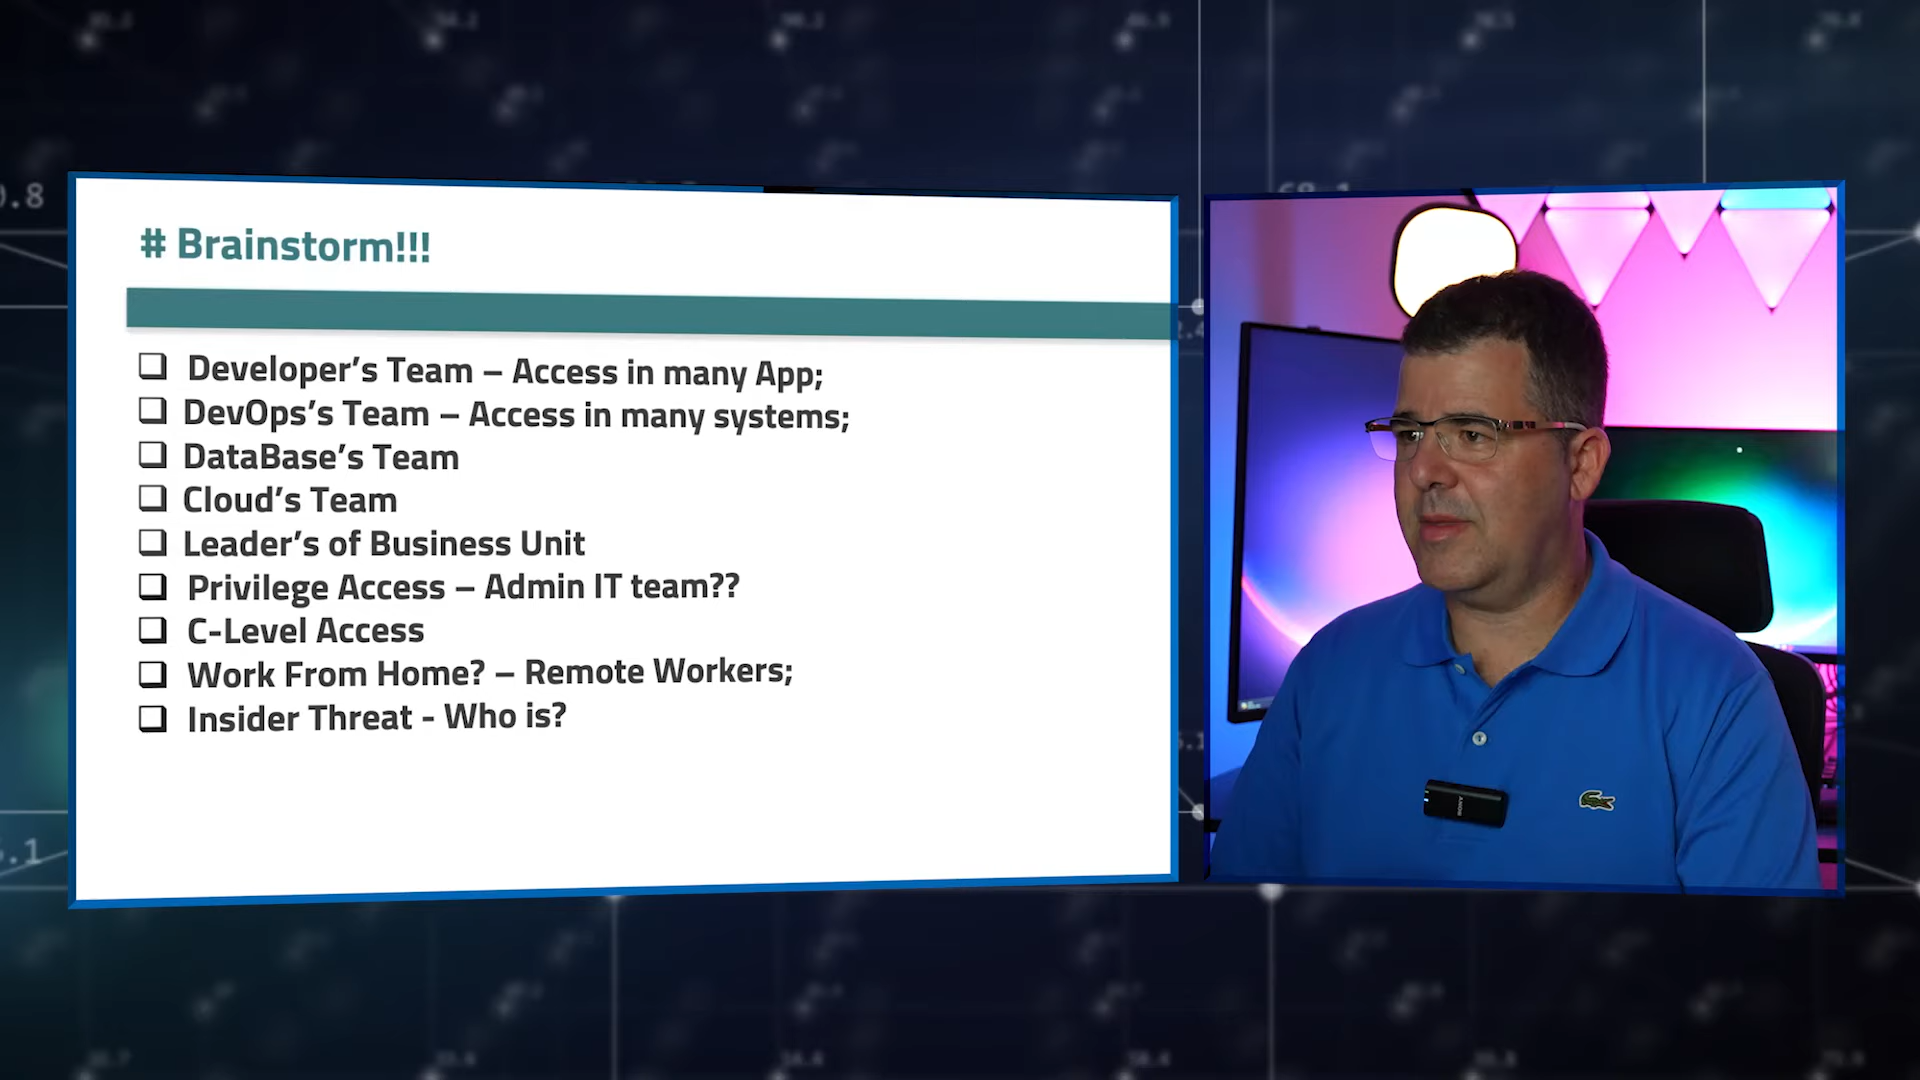 # Brainstorm!!!
❑ Developer’s Team – Access in many App;
❑ DevOps’s Team – Access in many systems;
❑ DataBase’s Team
❑ Cloud’s Team
❑ Leader’s of Business Unit
❑ Privilege Access – Admin IT team??
❑ C-Level Access
❑ Work From Home? – Remote Workers;
❑ Insider Threat - Who is?
SONY